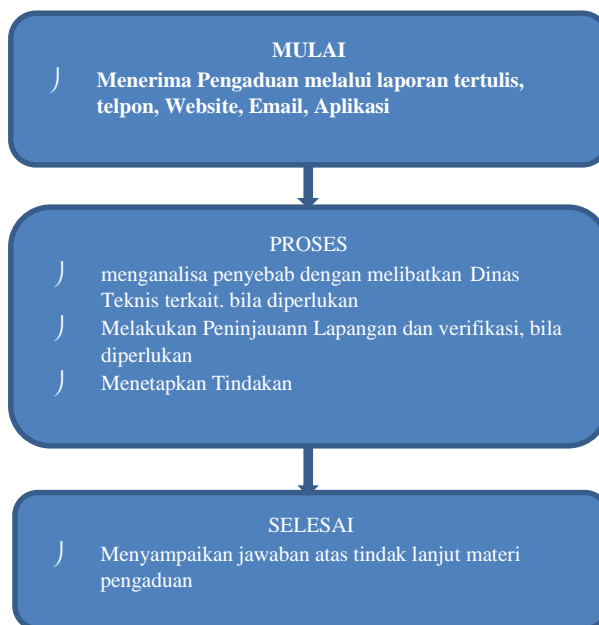 MULAI
Menerima Pengaduan melalui laporan tertulis,
telpon, Website, Email, Aplikasi
PROSES
menganalisa penyebab dengan melibatkan Dinas
Teknis terkait. bila diperlukan
Melakukan Peninjauann Lapangan dan verifikasi, bila
diperlukan
Menetapkan Tindakan
SELESAI
Menyampaikan jawaban atas tindak lanjut materi
pengaduan